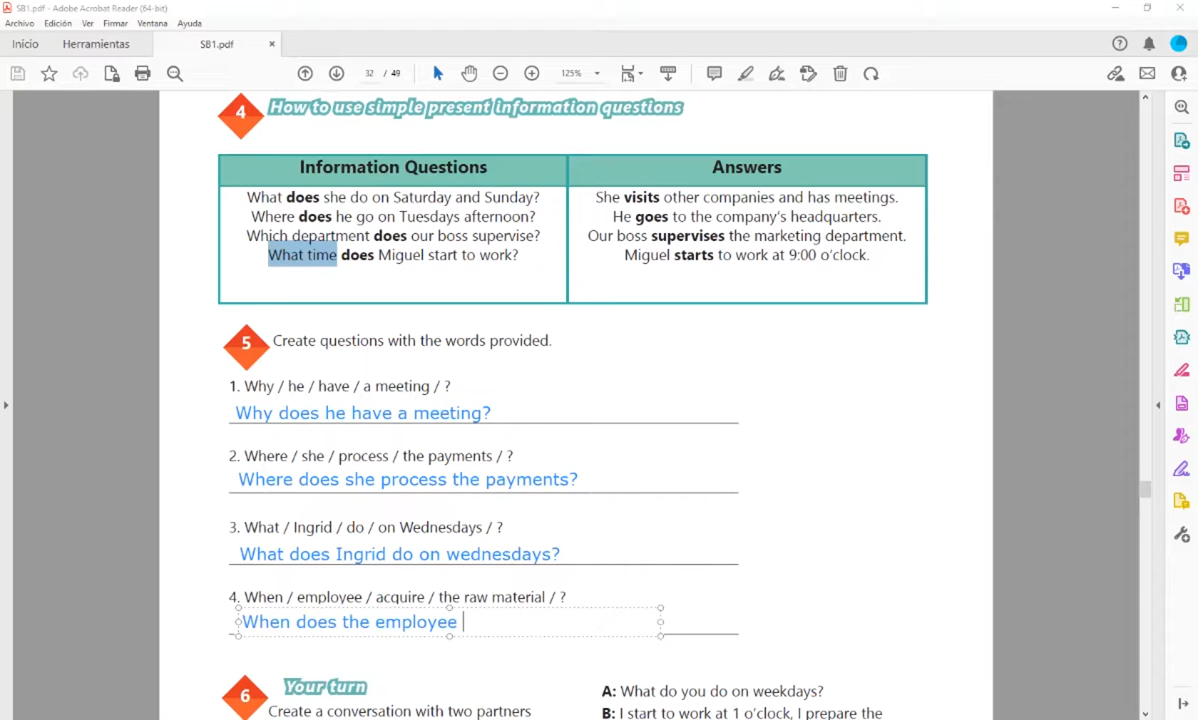 SB1.pdf - Adobe Acrobat Reader (64-bit)
Archivo Edición Ver Firmar Ventana Ayuda
Inicio Herramientas SB1.pdf ×
32 / 49 125%
4 How to use simple present information questions
Information Questions Answers
What does she do on Saturday and Sunday? She visits other companies and has meetings.
Where does he go on Tuesdays afternoon? He goes to the company's headquarters.
Which department does our boss supervise? Our boss supervises the marketing department.
What time does Miguel start to work? Miguel starts to work at 9:00 o'clock.
5 Create questions with the words provided.
1. Why / he / have / a meeting / ?
Why does he have a meeting?
2. Where / she / process / the payments / ?
Where does she process the payments?
3. What / Ingrid / do / on Wednesdays / ?
What does Ingrid do on wednesdays?
4. When / employee / acquire / the raw material / ?
When does the employee
6 Your turn
Create a conversation with two partners
A: What do you do on weekdays?
B: I start to work at 1 o'clock, I prepare the